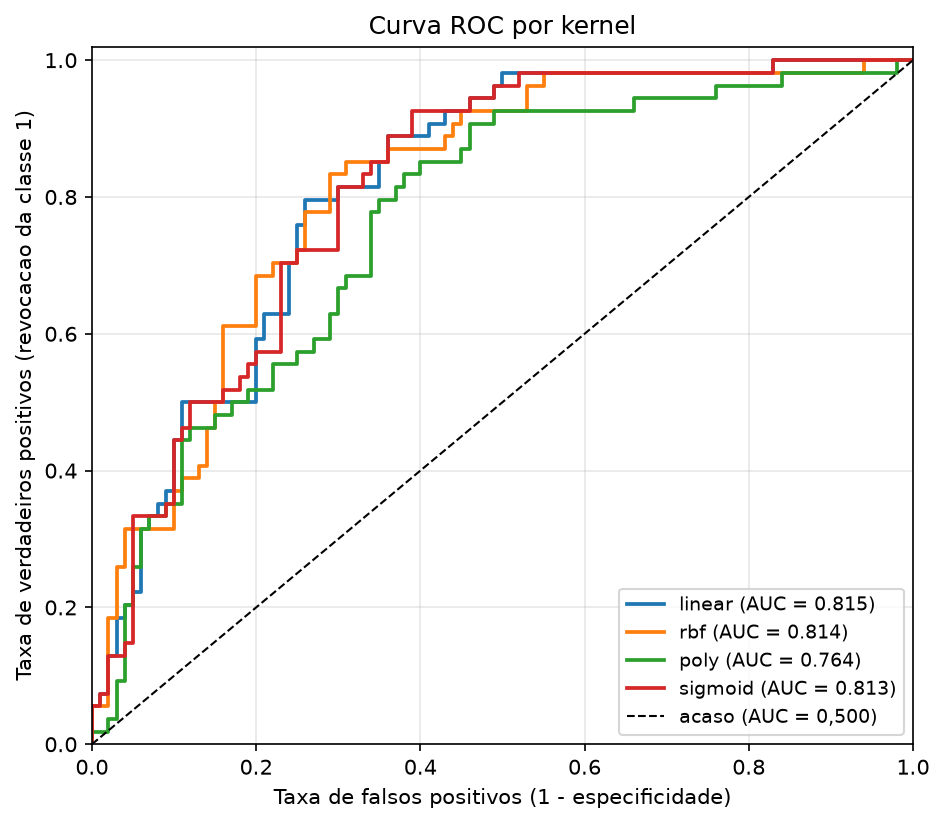 Curva ROC por kernel
Taxa de verdadeiros positivos (revocacao da classe 1)
1.0
0.8
0.6
0.4
0.2
0.0
linear (AUC = 0.815)
rbf (AUC = 0.814)
poly (AUC = 0.764)
sigmoid (AUC = 0.813)
acaso (AUC = 0,500)
0.0 0.2 0.4 0.6 0.8 1.0
Taxa de falsos positivos (1 - especificidade)